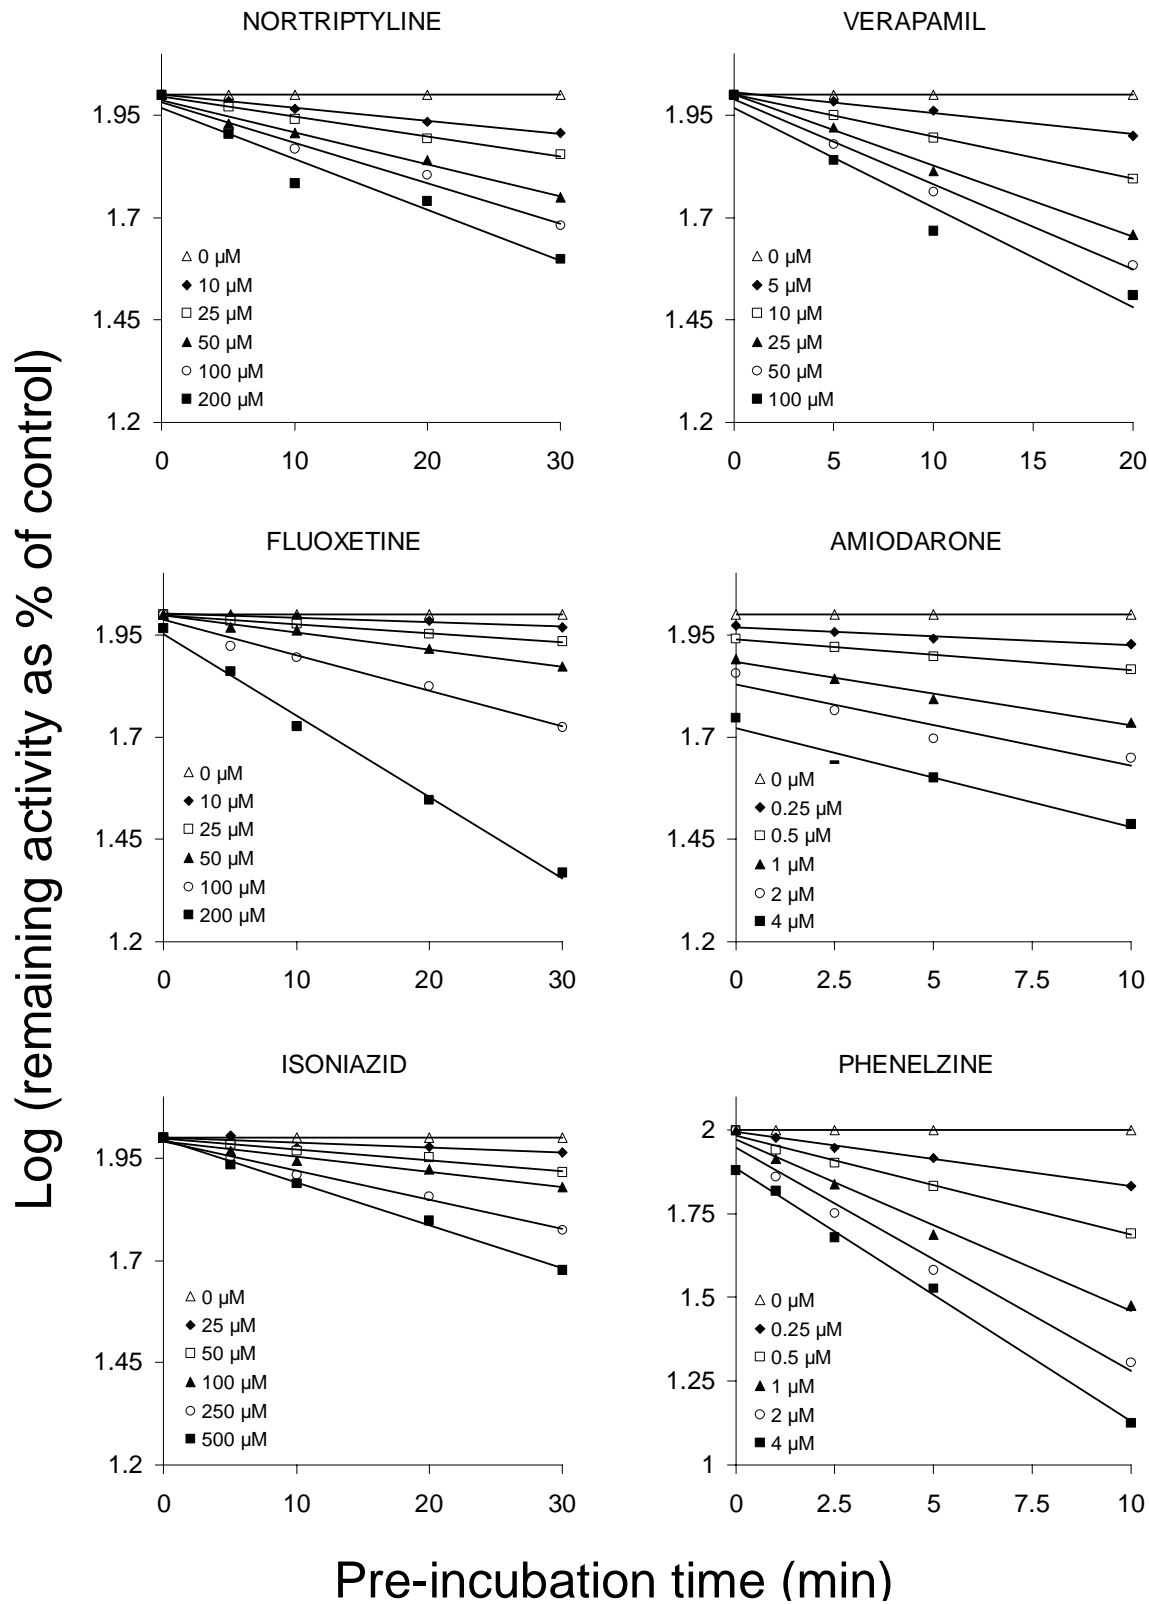 NORTRIPTYLINE
1.95
1.7
1.45
1.2
0 µM
10 µM
25 µM
50 µM
100 µM
200 µM
0 10 20 30
VERAPAMIL
1.95
1.7
1.45
1.2
0 µM
5 µM
10 µM
25 µM
50 µM
100 µM
0 5 10 15 20
FLUOXETINE
1.95
1.7
1.45
1.2
0 µM
10 µM
25 µM
50 µM
100 µM
200 µM
0 10 20 30
AMIODARONE
1.95
1.7
1.45
1.2
0 µM
0.25 µM
0.5 µM
1 µM
2 µM
4 µM
0 2.5 5 7.5 10
ISONIAZID
1.95
1.7
1.45
1.2
0 µM
25 µM
50 µM
100 µM
250 µM
500 µM
0 10 20 30
PHENELZINE
2
1.75
1.5
1.25
1
0 µM
0.25 µM
0.5 µM
1 µM
2 µM
4 µM
0 2.5 5 7.5 10
Log (remaining activity as % of control)
Pre-incubation time (min)